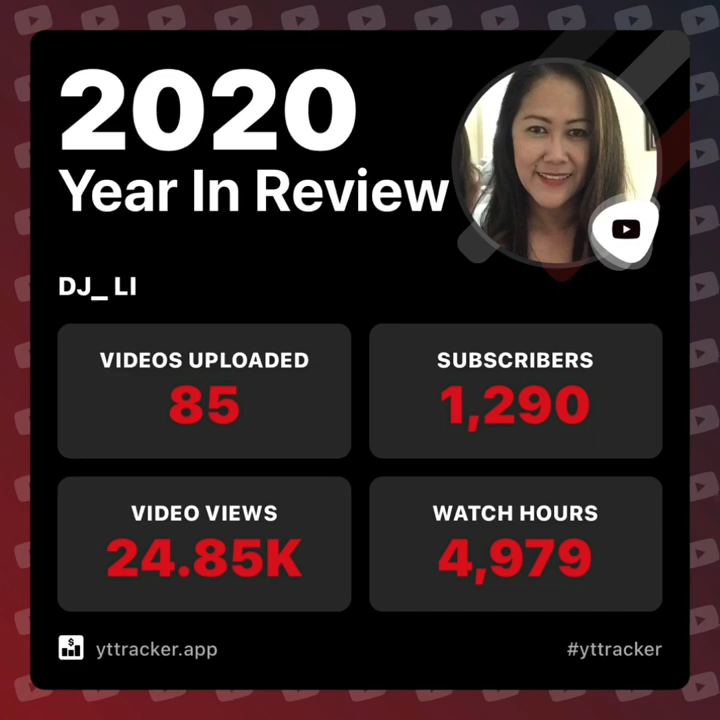 2020
Year In Review
DJ_ LI
VIDEOS UPLOADED
85
SUBSCRIBERS
1,290
VIDEO VIEWS
24.85K
WATCH HOURS
4,979
yttracker.app
#yttracker